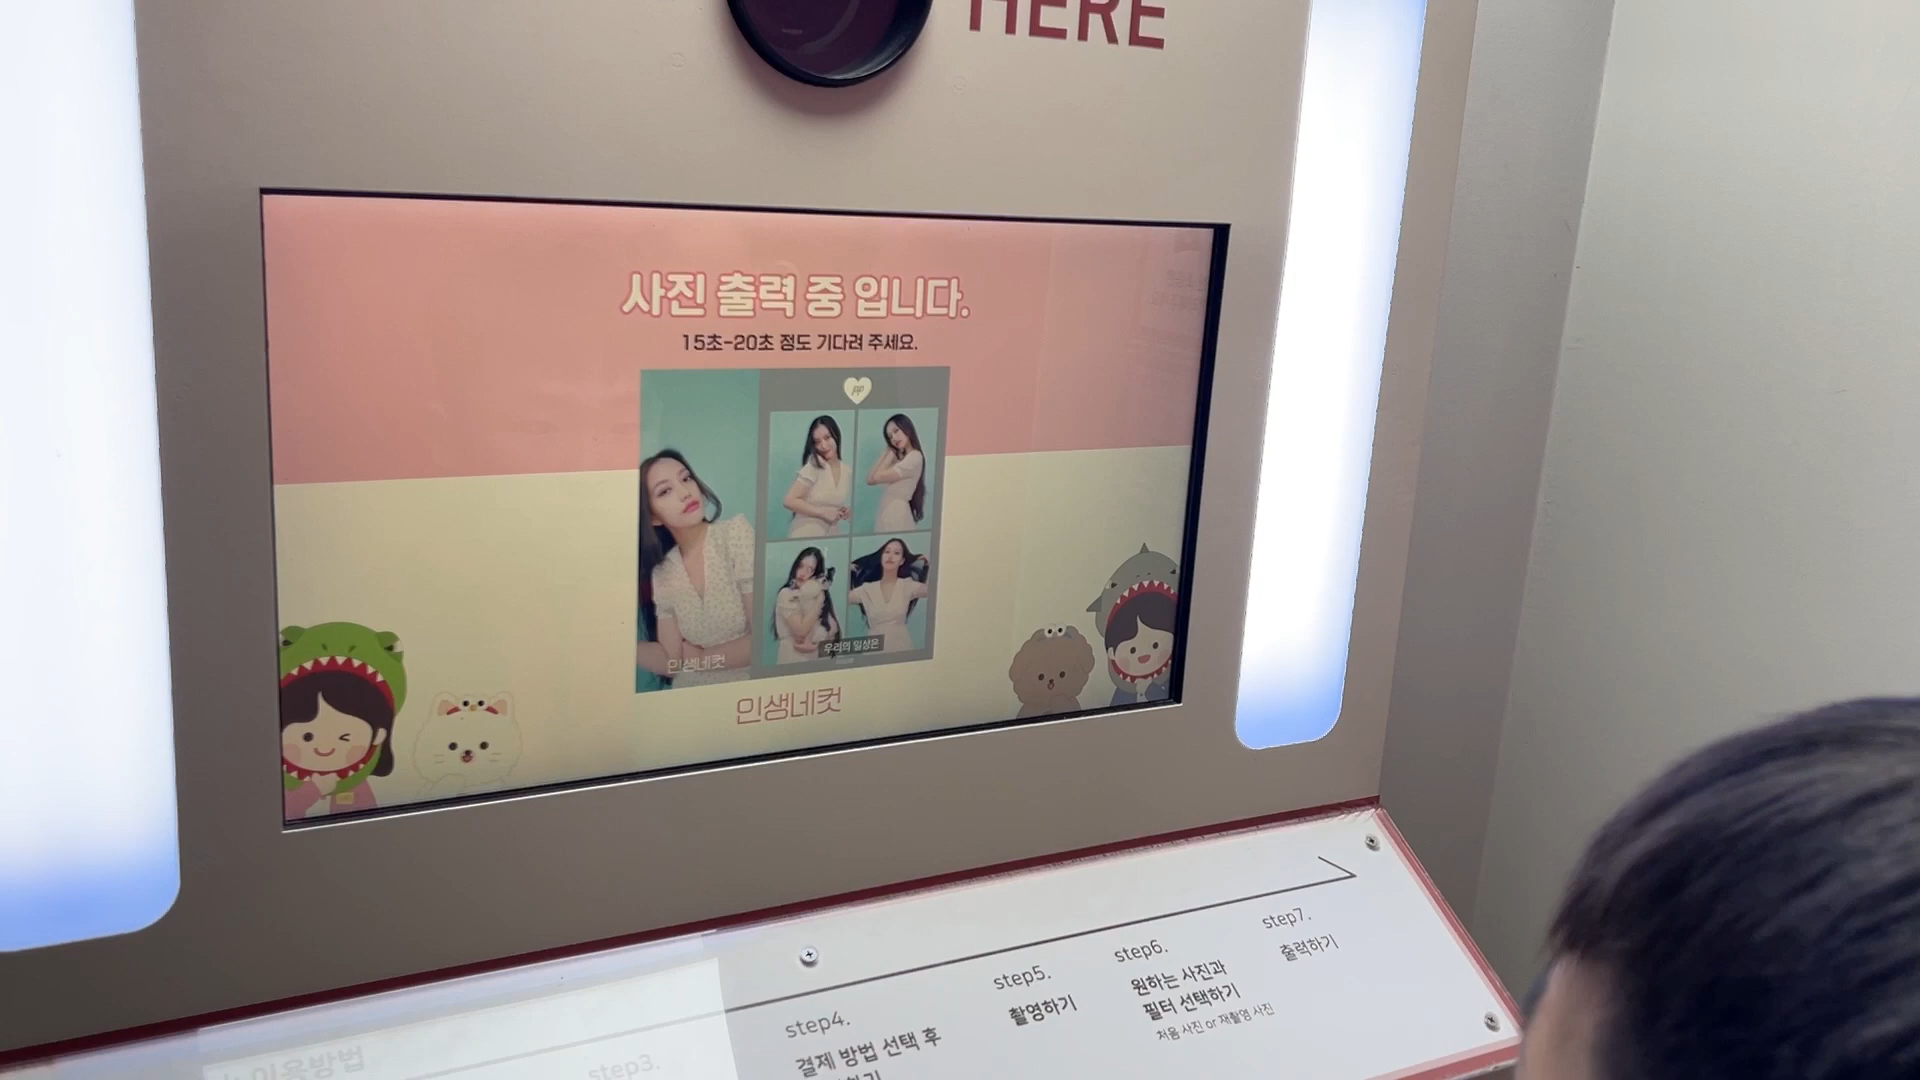 HERE
사진 출력 중 입니다.
15초-20초 정도 기다려 주세요.
인생네컷
우리의 일상은
인생네컷
이용방법
step3.
step4.
결제 방법 선택 후
step5.
촬영하기
step6.
원하는 사진과
필터 선택하기
처음 사진 or 재촬영 사진
step7.
출력하기